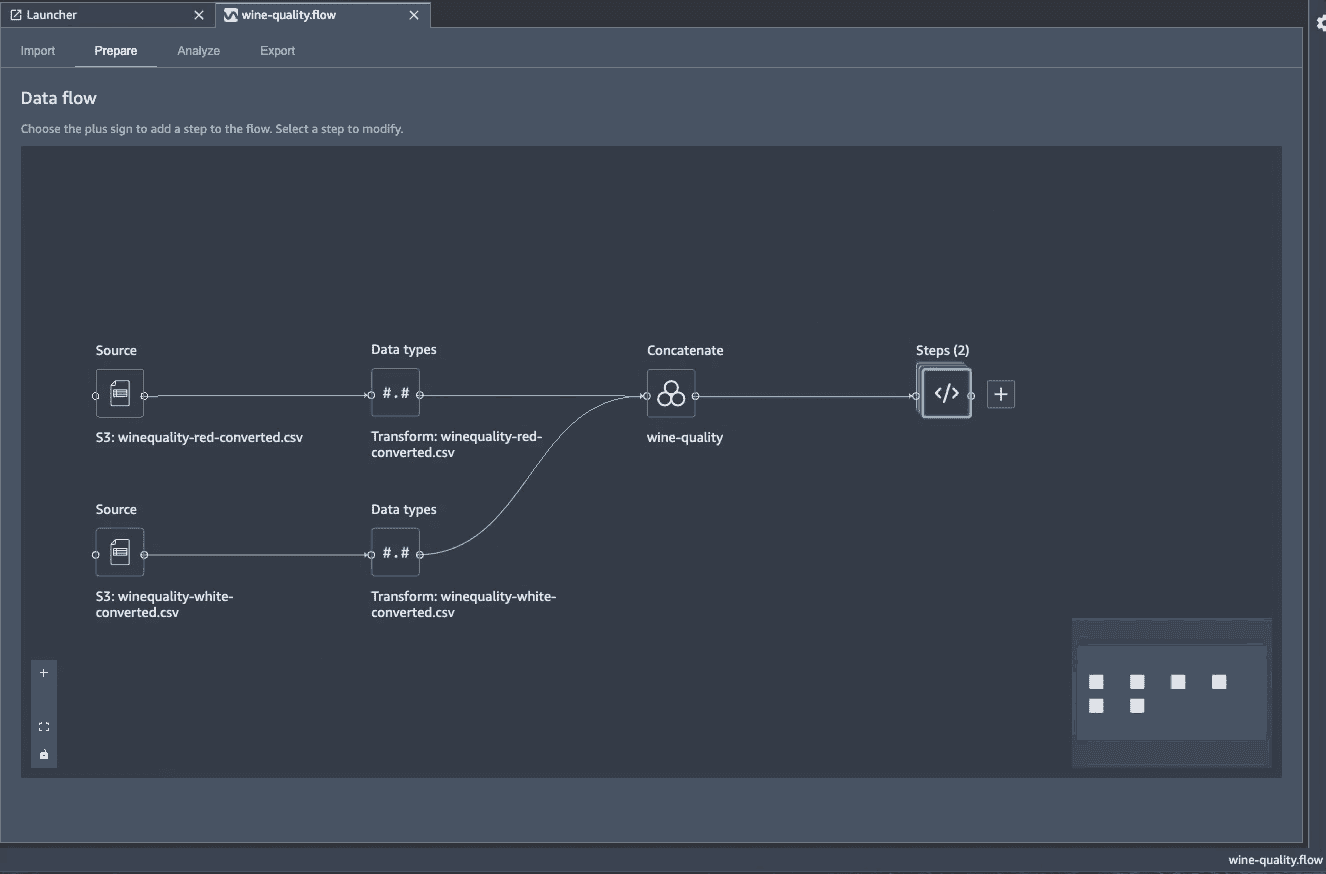 Launcher
wine-quality.flow
Import
Prepare
Analyze
Export
Data flow
Choose the plus sign to add a step to the flow. Select a step to modify.
Source
Data types
Concatenate
Steps (2)
#.#
</>
S3: winequality-red-converted.csv
Transform: winequality-red-
converted.csv
wine-quality
Source
Data types
#.#
S3: winequality-white-
converted.csv
Transform: winequality-white-
converted.csv
wine-quality.flow